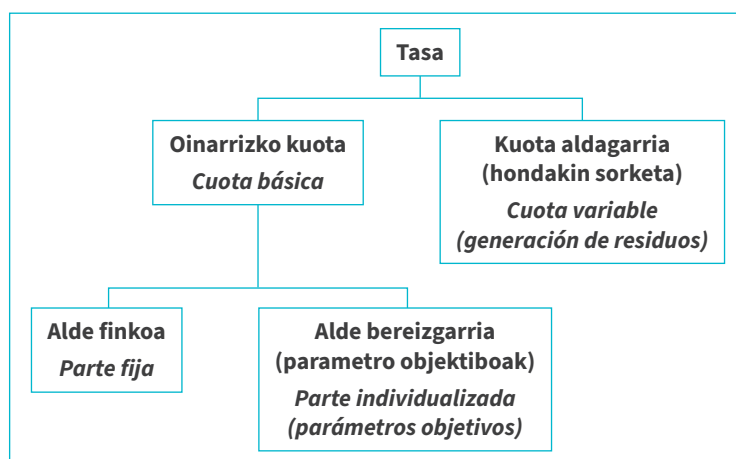 Tasa
Oinarrizko kuota
Cuota básica
Kuota aldagarria
(hondakin sorketa)
Cuota variable
(generación de residuos)
Alde finkoa
Parte fija
Alde bereizgarria
(parametro objektiboak)
Parte individualizada
(parámetros objetivos)